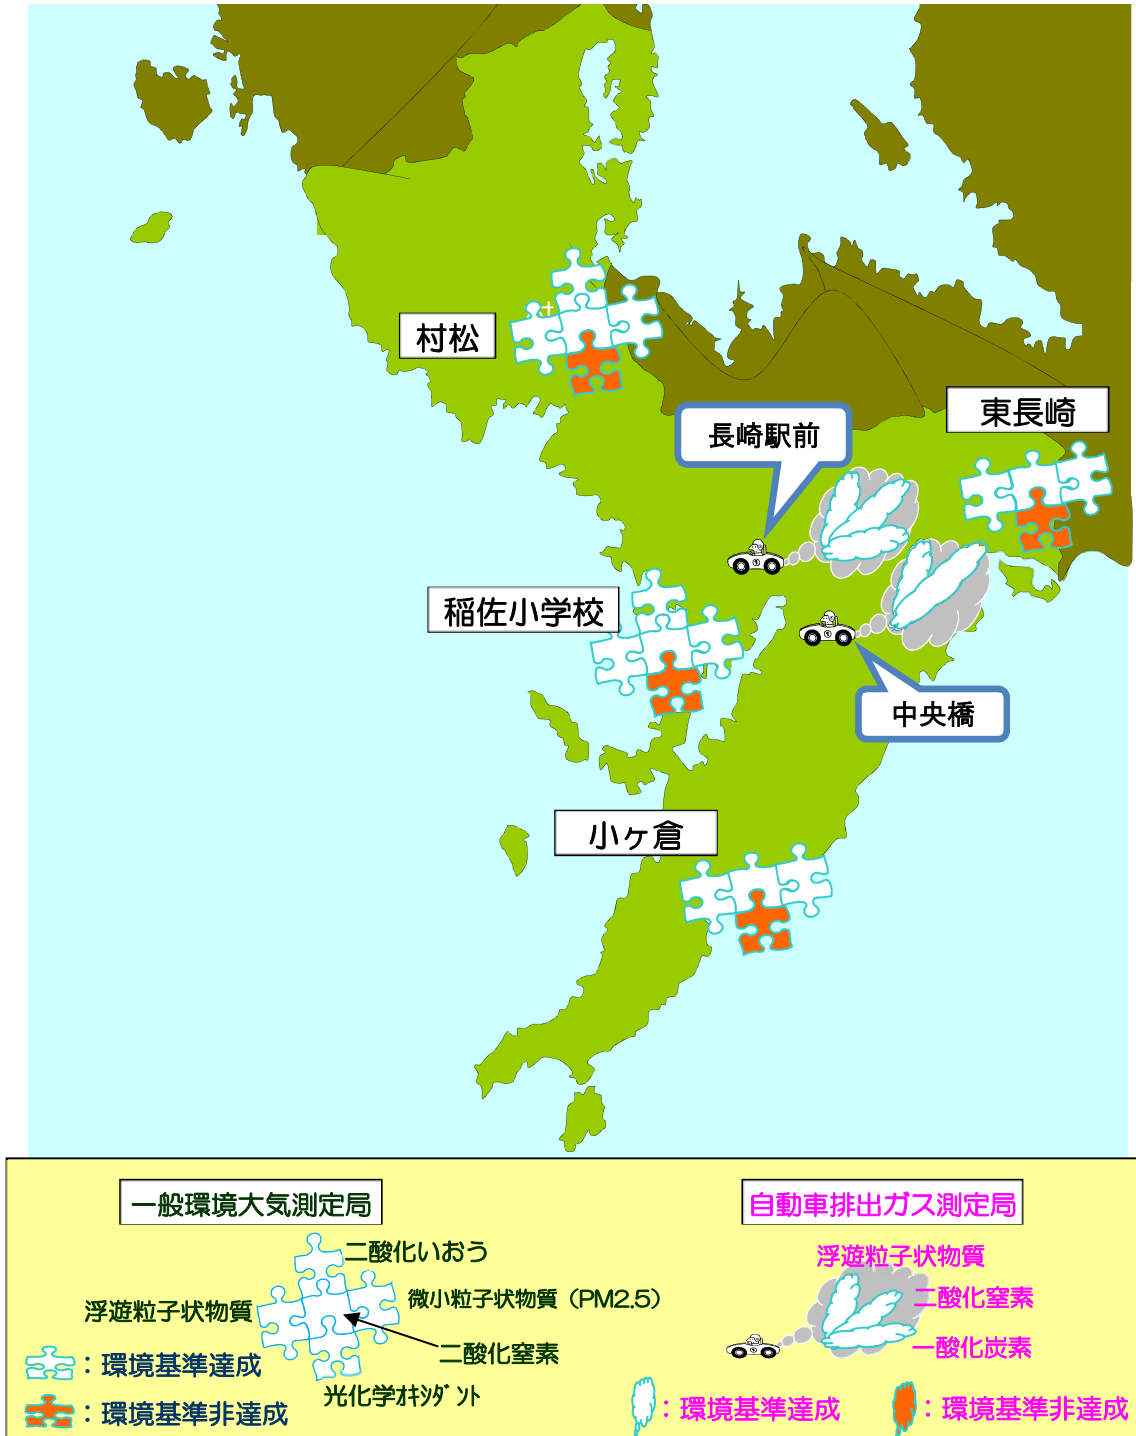 村松
東長崎
長崎駅前
稲佐小学校
中央橋
小ヶ倉
一般環境大気測定局
二酸化いおう
浮遊粒子状物質
微小粒子状物質（PM2.5）
二酸化窒素
光化学ｵｷｼﾀﾞﾝﾄ
：環境基準達成
：環境基準非達成
自動車排出ガス測定局
浮遊粒子状物質
二酸化窒素
一酸化炭素
：環境基準達成
：環境基準非達成